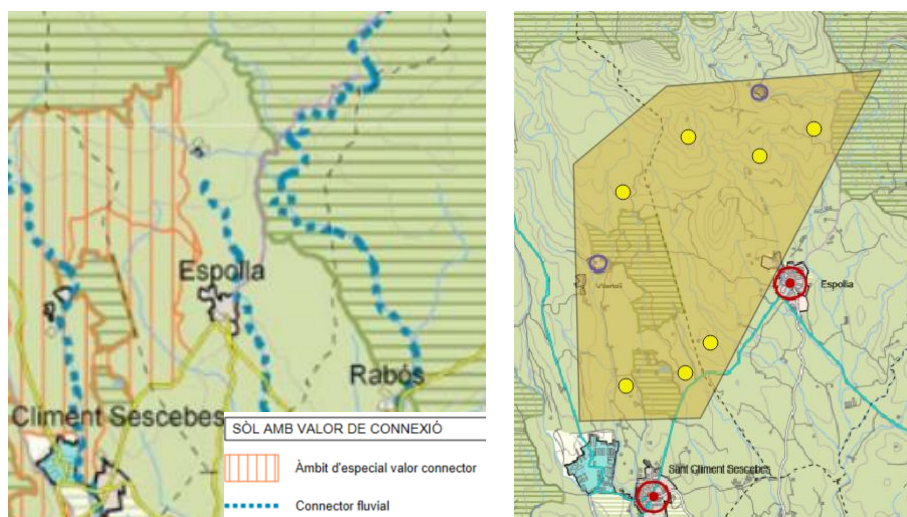 Espolla
Rabós
Climent Sescebes
SÒL AMB VALOR DE CONNEXIÓ
Àmbit d'especial valor connector
Connector fluvial
Espolla
Sant Climent Sescebes